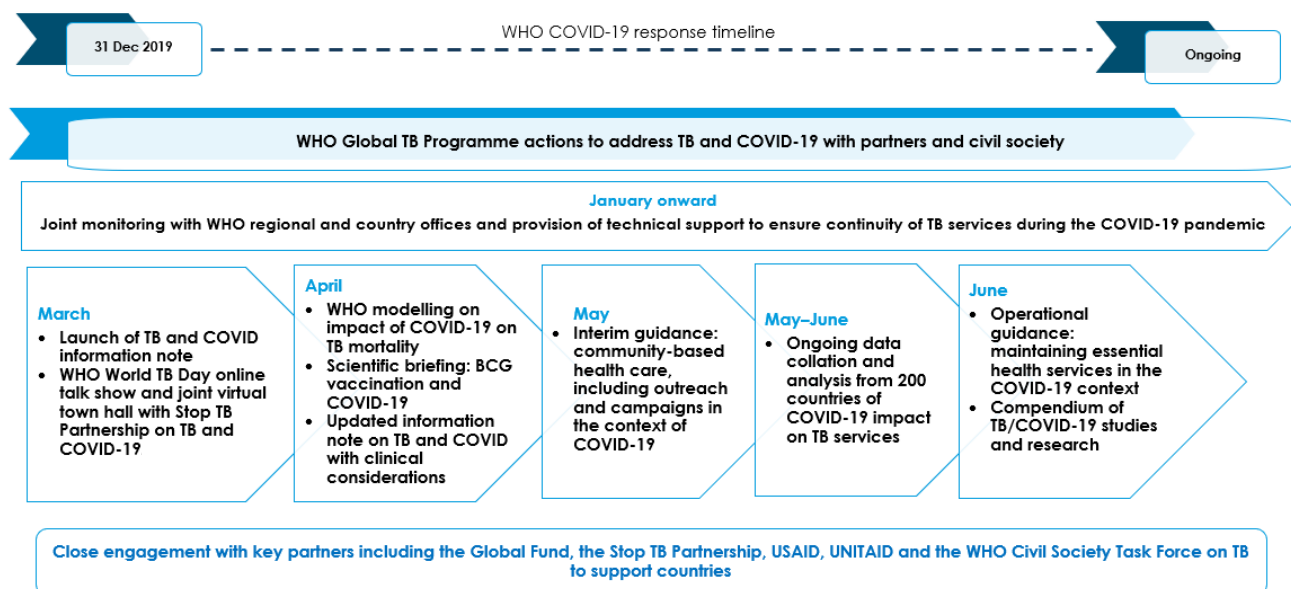 WHO COVID-19 response timeline
31 Dec 2019
Ongoing
WHO Global TB Programme actions to address TB and COVID-19 with partners and civil society
January onward
Joint monitoring with WHO regional and country offices and provision of technical support to ensure continuity of TB services during the COVID-19 pandemic
March
• Launch of TB and COVID
information note
• WHO World TB Day online
talk show and joint virtual
town hall with Stop TB
Partnership on TB and
COVID-19
April
• WHO modelling on
impact of COVID-19 on
TB mortality
• Scientific briefing: BCG
vaccination and
COVID-19
• Updated information
note on TB and COVID
with clinical
considerations
May
• Interim guidance:
community-based
health care,
including outreach
and campaigns in
the context of
COVID-19
May–June
• Ongoing data
collation and
analysis from 200
countries of
COVID-19 impact
on TB services
June
• Operational
guidance:
maintaining essential
health services in the
COVID-19 context
• Compendium of
TB/COVID-19 studies
and research
Close engagement with key partners including the Global Fund, the Stop TB Partnership, USAID, UNITAID and the WHO Civil Society Task Force on TB
to support countries